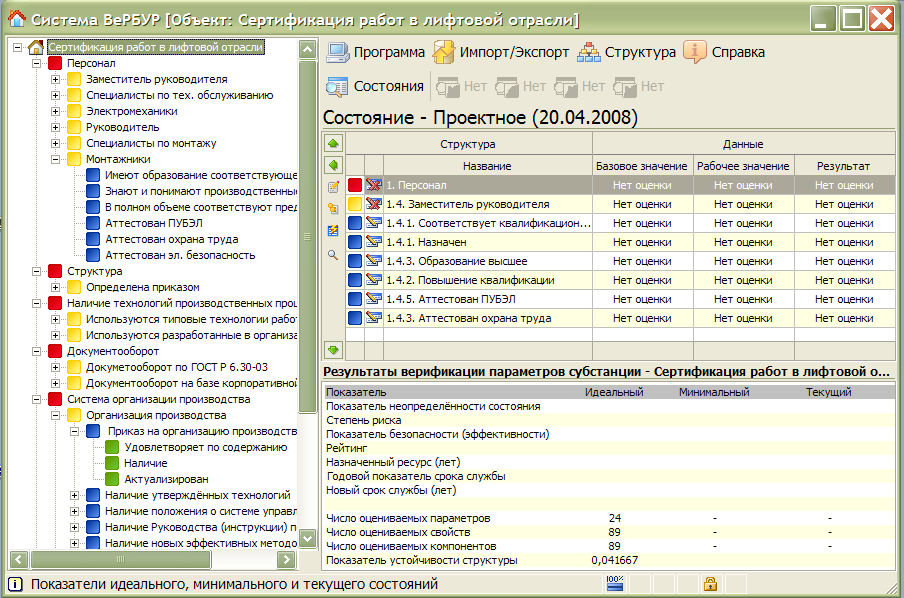 Система ВеРБУР [Объект: Сертификация работ в лифтовой отрасли]
Сертификация работ в лифтовой отрасли
Персонал
Заместитель руководителя
Специалисты по тех. обслуживанию
Электромеханики
Руководитель
Специалисты по монтажу
Монтажники
Имеют образование соответствующе
Знают и понимают производственны
В полном объеме соответствуют пред
Аттестован ПУБЭЛ
Аттестован охрана труда
Аттестован эл. безопасность
Структура
Определена приказом
Наличие технологий производственных проц
Используются типовые технологии рабо
Используются разработанные в организа
Документооборот
Докуметооборот по ГОСТ Р 6.30-03
Документооборот на базе корпоративной
Система организации производства
Организация производства
Приказ на организацию производств
Удовлетворяет по содержанию
Наличие
Актуализирован
Наличие утверждённых технологий
Наличие положения о системе управл
Наличие Руководства (инструкции) п
Наличие новых эффективных методо
Программа Импорт/Экспорт Структура Справка
Состояния Нет Нет Нет Нет
Состояние - Проектное (20.04.2008)
Структура Данные
Название Базовое значение Рабочее значение Результат
1. Персонал Нет оценки Нет оценки Нет оценки
1.4. Заместитель руководителя Нет оценки Нет оценки Нет оценки
1.4.1. Соответствует квалификацион... Нет оценки Нет оценки Нет оценки
1.4.1. Назначен Нет оценки Нет оценки Нет оценки
1.4.3. Образование высшее Нет оценки Нет оценки Нет оценки
1.4.2. Повышение квалификации Нет оценки Нет оценки Нет оценки
1.4.5. Аттестован ПУБЭЛ Нет оценки Нет оценки Нет оценки
1.4.3. Аттестован охрана труда Нет оценки Нет оценки Нет оценки
Результаты верификации параметров субстанции - Сертификация работ в лифтовой о...
Показатель Идеальный Минимальный Текущий
Показатель неопределённости состояния
Степень риска
Показатель безопасности (эффективности)
Рейтинг
Назначенный ресурс (лет)
Годовой показатель срока службы
Новый срок службы (лет)
Число оцениваемых параметров 24 - -
Число оцениваемых свойств 89 - -
Число оцениваемых компонентов 89 - -
Показатель устойчивости структуры 0,041667
Показатели идеального, минимального и текущего состояний 100%